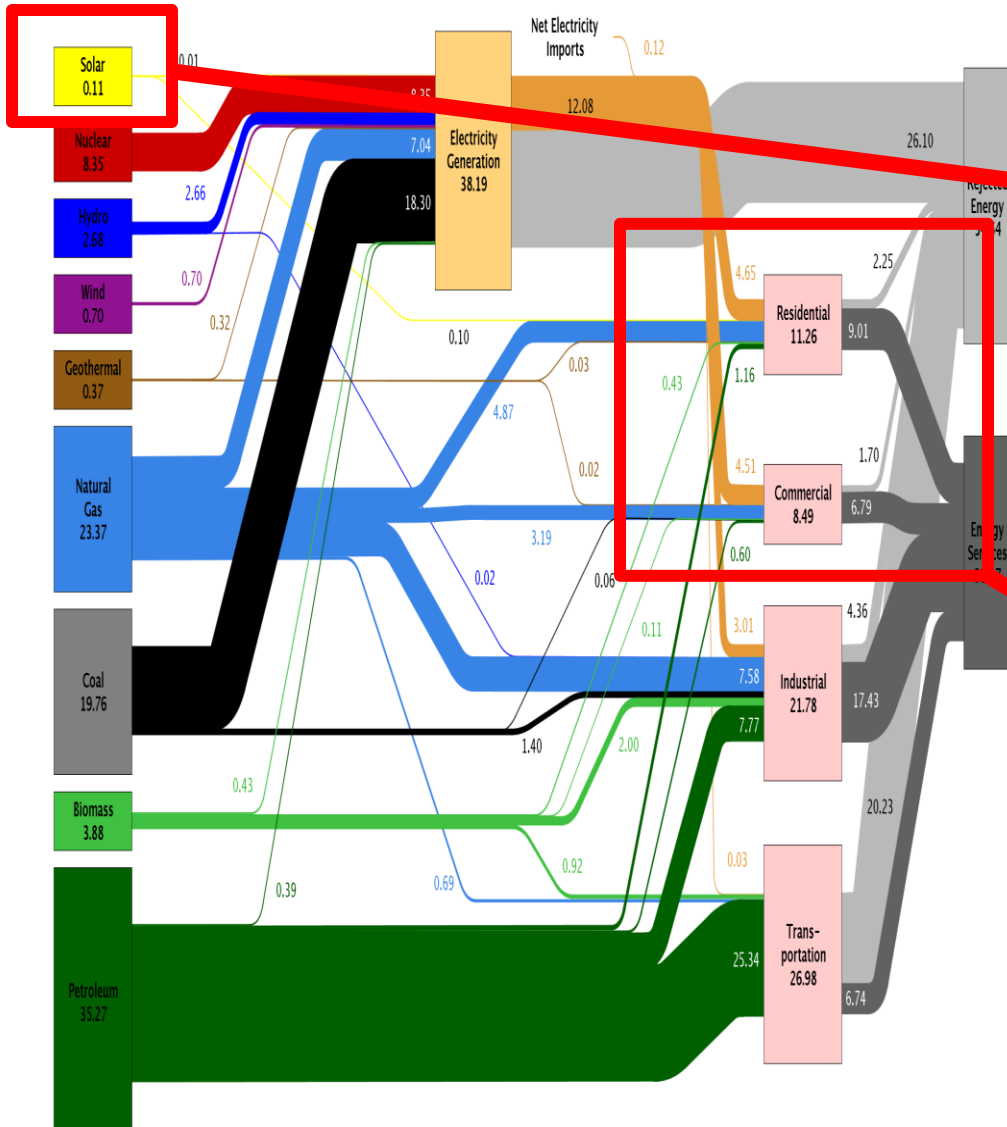 Solar
0.11
0.01
Nuclear
8.35
8.35
Hydro
2.68
2.66
Wind
0.70
0.70
Geothermal
0.37
0.32
Natural
Gas
23.37
Coal
19.76
Biomass
3.88
Petroleum
35.27
Net Electricity
Imports
0.12
12.08
Electricity
Generation
38.19
7.04
18.30
26.10
Rejected
Energy
2.25
4.65
Residential
11.26
9.01
0.10
0.03
0.43
1.16
4.87
0.02
1.70
4.51
Commercial
8.49
6.79
3.19
0.60
Energy
Services
0.02
0.06
0.11
4.36
3.01
7.58
Industrial
21.78
17.43
7.77
1.40
2.00
0.43
20.23
0.92
0.03
0.69
0.39
Trans-
portation
26.98
25.34
6.74